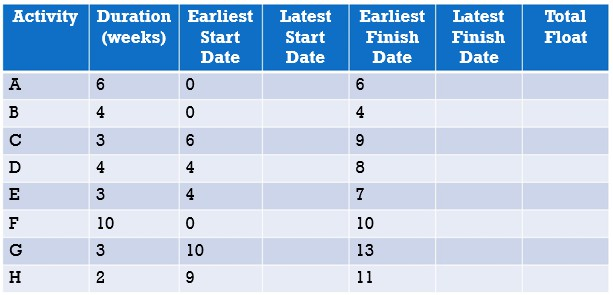 Activity Duration (weeks) Earliest Start Date Latest Start Date Earliest Finish Date Latest Finish Date Total Float
A 6 0 6
B 4 0 4
C 3 6 9
D 4 4 8
E 3 4 7
F 10 0 10
G 3 10 13
H 2 9 11